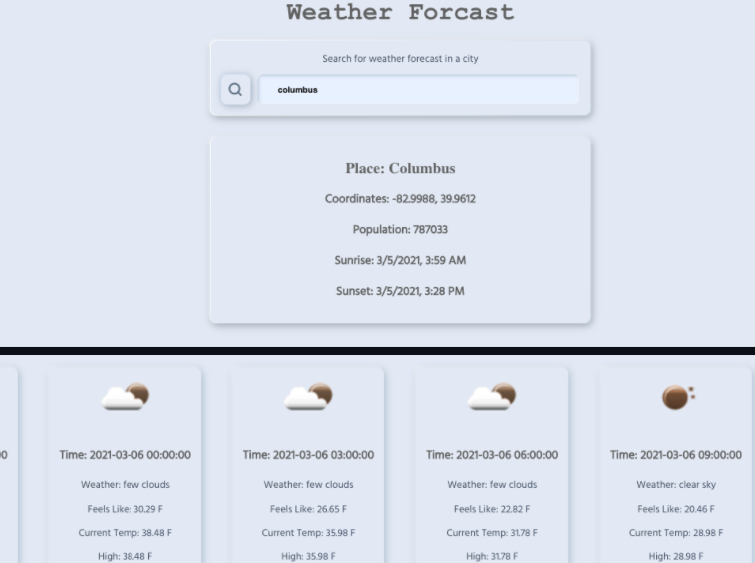 Weather Forcast
Search for weather forecast in a city
columbus
Place: Columbus
Coordinates: -82.9988, 39.9612
Population: 787033
Sunrise: 3/5/2021, 3:59 AM
Sunset: 3/5/2021, 3:28 PM
Time: 2021-03-06 00:00:00
Weather: few clouds
Feels Like: 30.29 F
Current Temp: 38.48 F
High: 38.48 F
Time: 2021-03-06 03:00:00
Weather: few clouds
Feels Like: 26.65 F
Current Temp: 35.98 F
High: 35.98 F
Time: 2021-03-06 06:00:00
Weather: few clouds
Feels Like: 22.82 F
Current Temp: 31.78 F
High: 31.78 F
Time: 2021-03-06 09:00:00
Weather: clear sky
Feels Like: 20.46 F
Current Temp: 28.98 F
High: 28.98 F